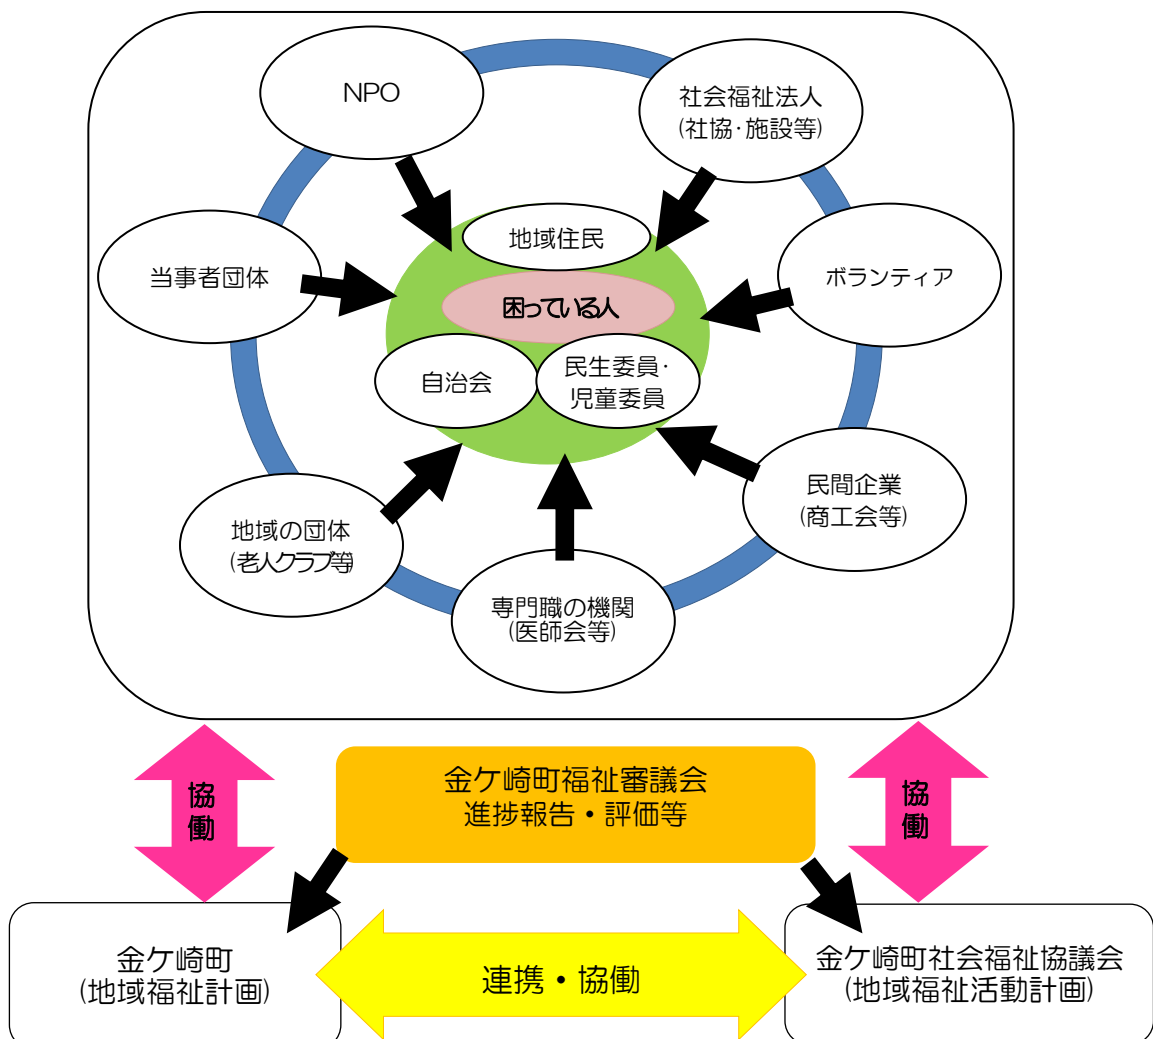 NPO
社会福祉法人
(社協・施設等)
地域住民
当事者団体
ボランティア
困っている人
自治会
民生委員・
児童委員
民間企業
(商工会等)
地域の団体
(老人クラブ等)
専門職の機関
(医師会等)
協
働
金ケ崎町福祉審議会
進捗報告・評価等
協
働
金ケ崎町
(地域福祉計画)
連携・協働
金ケ崎町社会福祉協議会
(地域福祉活動計画)